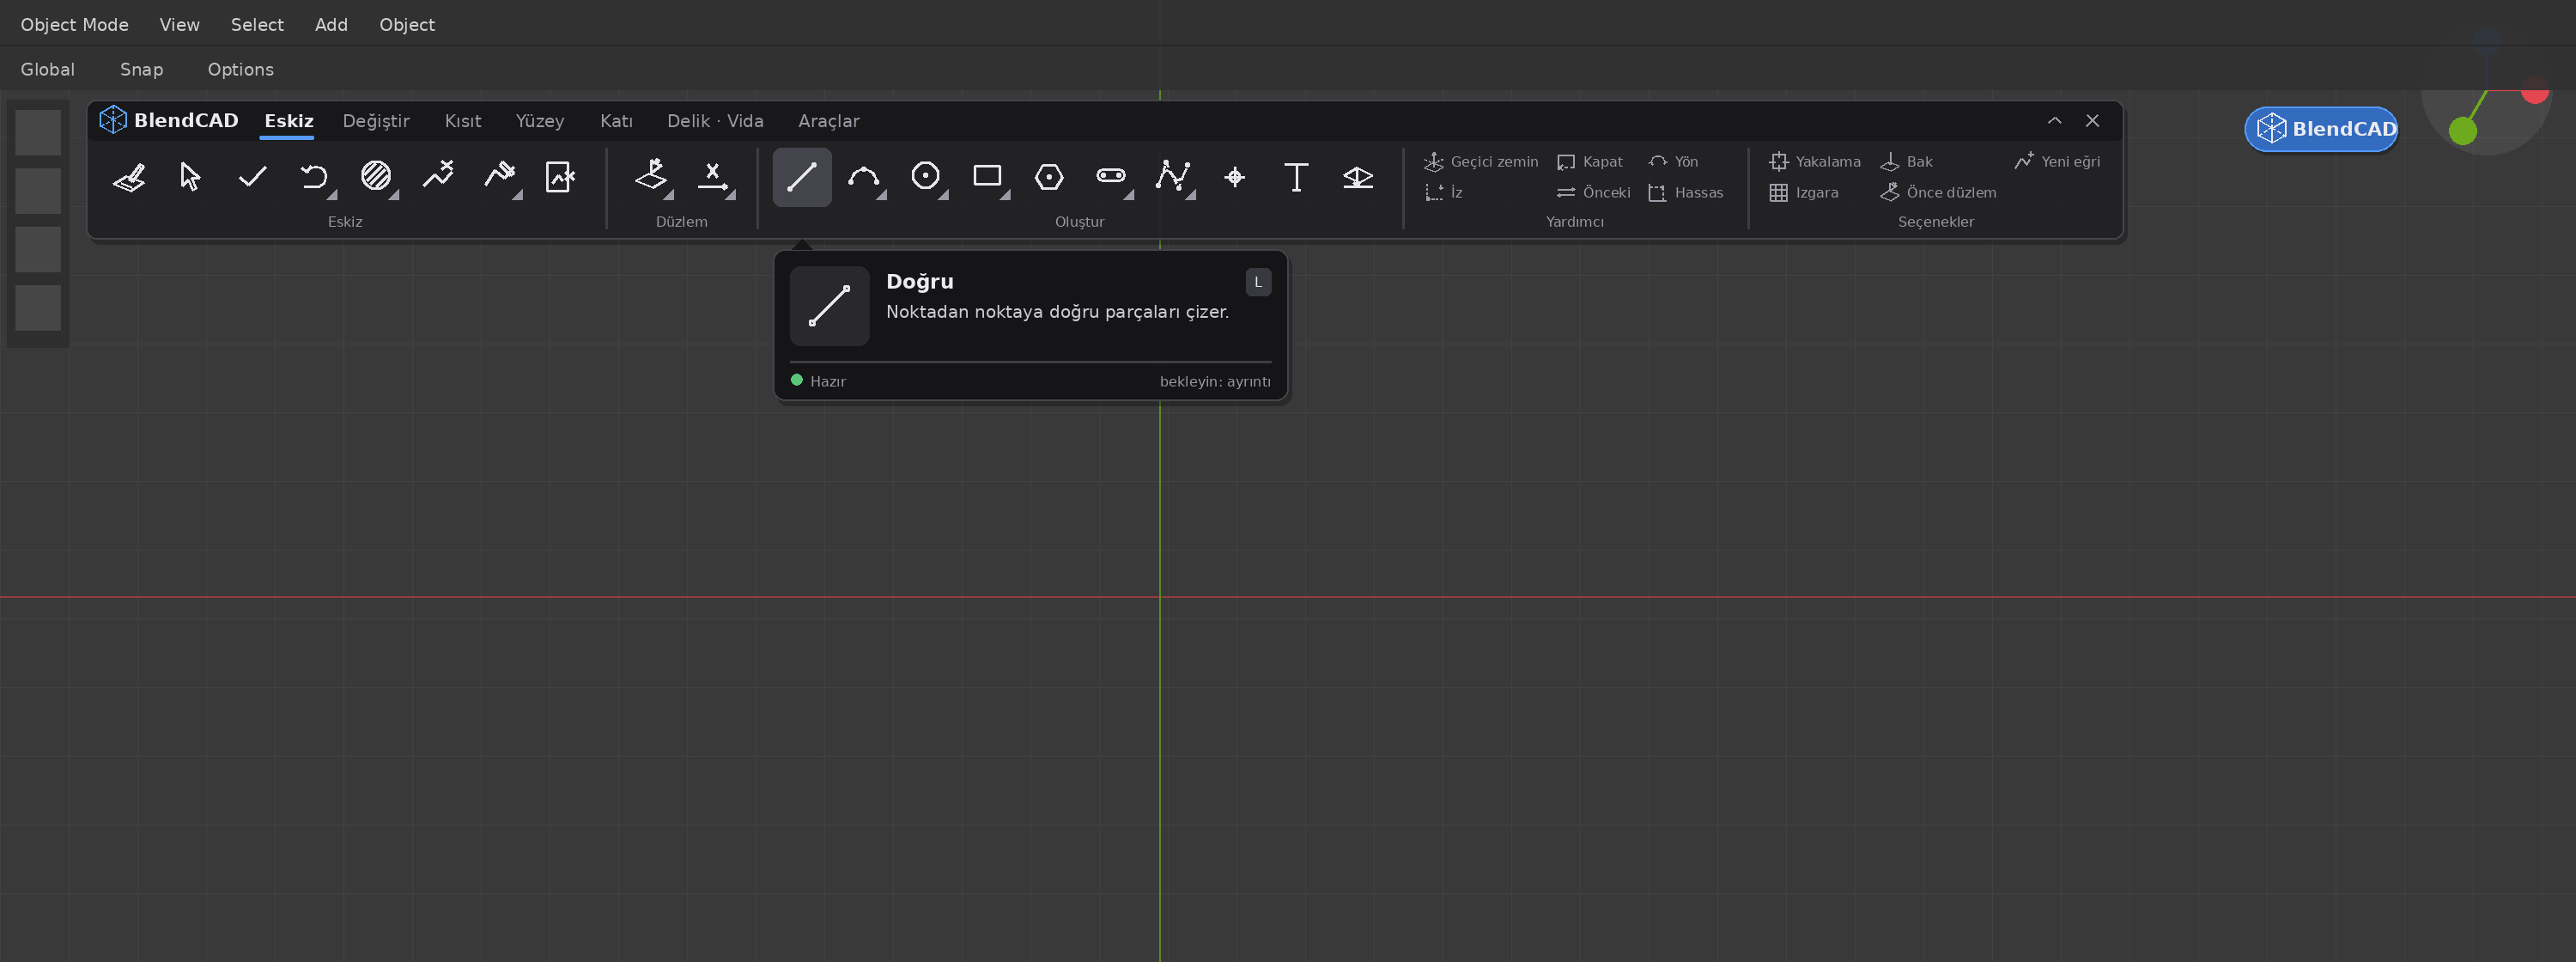 Object Mode View Select Add Object
Global Snap Options
BlendCAD Eskiz Değiştir Kısıt Yüzey Katı Delik · Vida Araçlar
BlendCAD
Geçici zemin Kapat Yön Yakalama Bak Yeni eğri
İz Önceki Hassas Izgara Önce düzlem
Eskiz Düzlem Oluştur Yardımcı Seçenekler
Doğru L
Noktadan noktaya doğru parçaları çizer.
Hazır bekleyin: ayrıntı